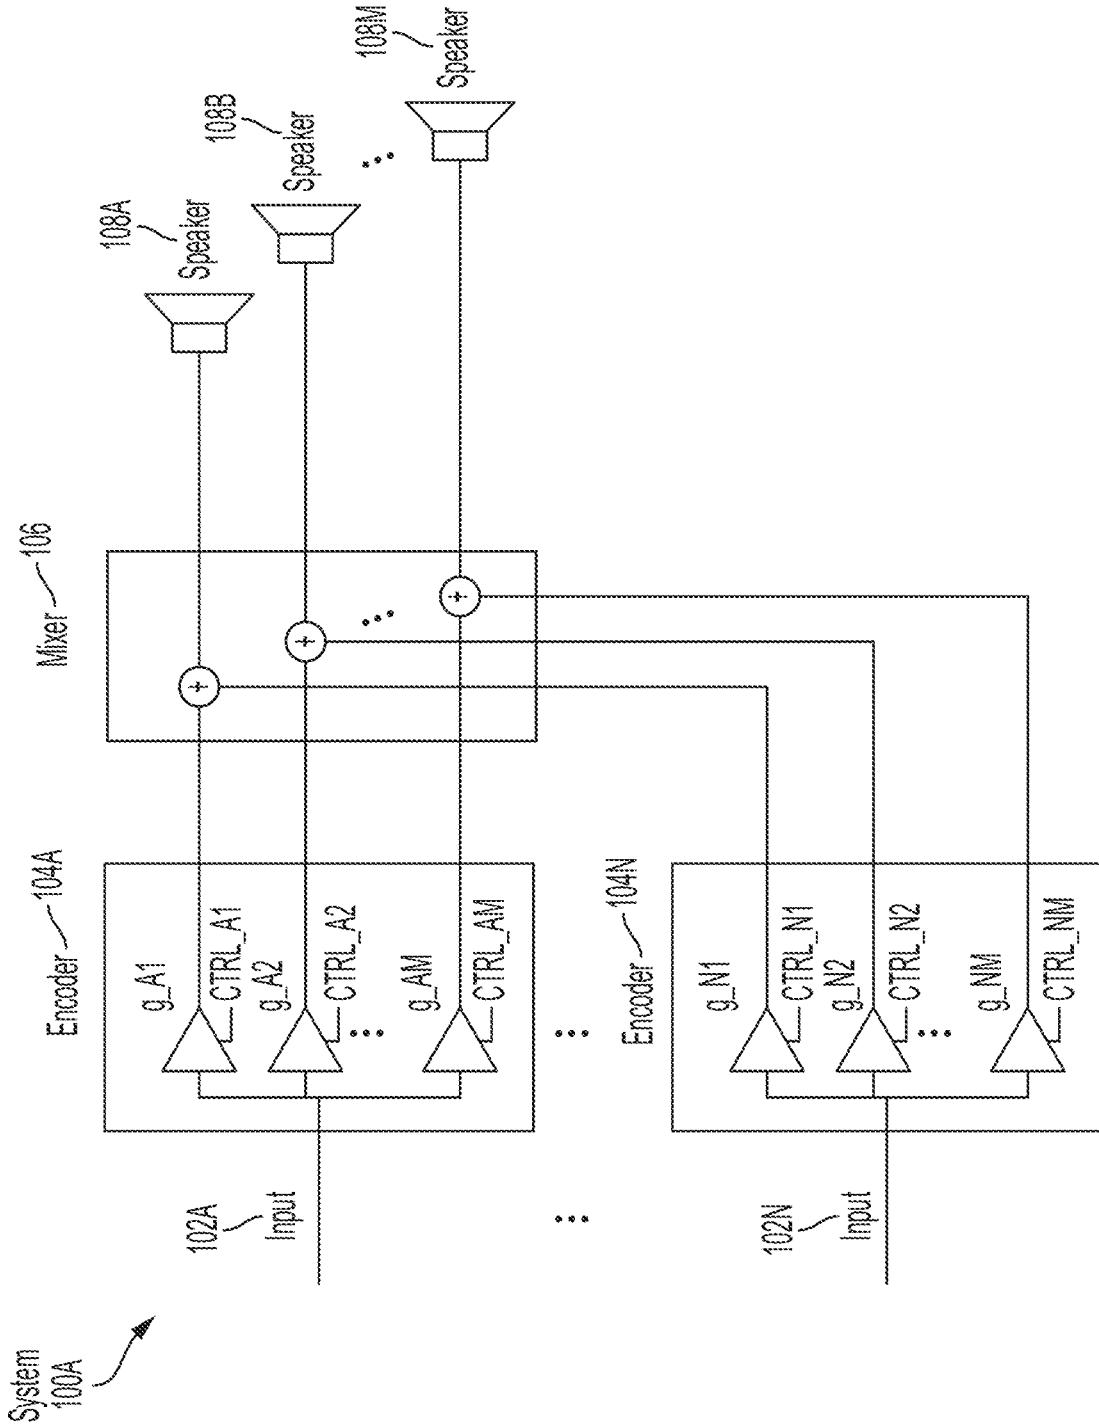 System
100A
102A
Input
Encoder 104A
g_A1
CTRL_A1
g_A2
CTRL_A2
g_AM
CTRL_AM
Mixer 106
108A
Speaker
108B
Speaker
108M
Speaker
102N
Input
Encoder 104N
g_N1
CTRL_N1
g_N2
CTRL_N2
g_NM
CTRL_NM